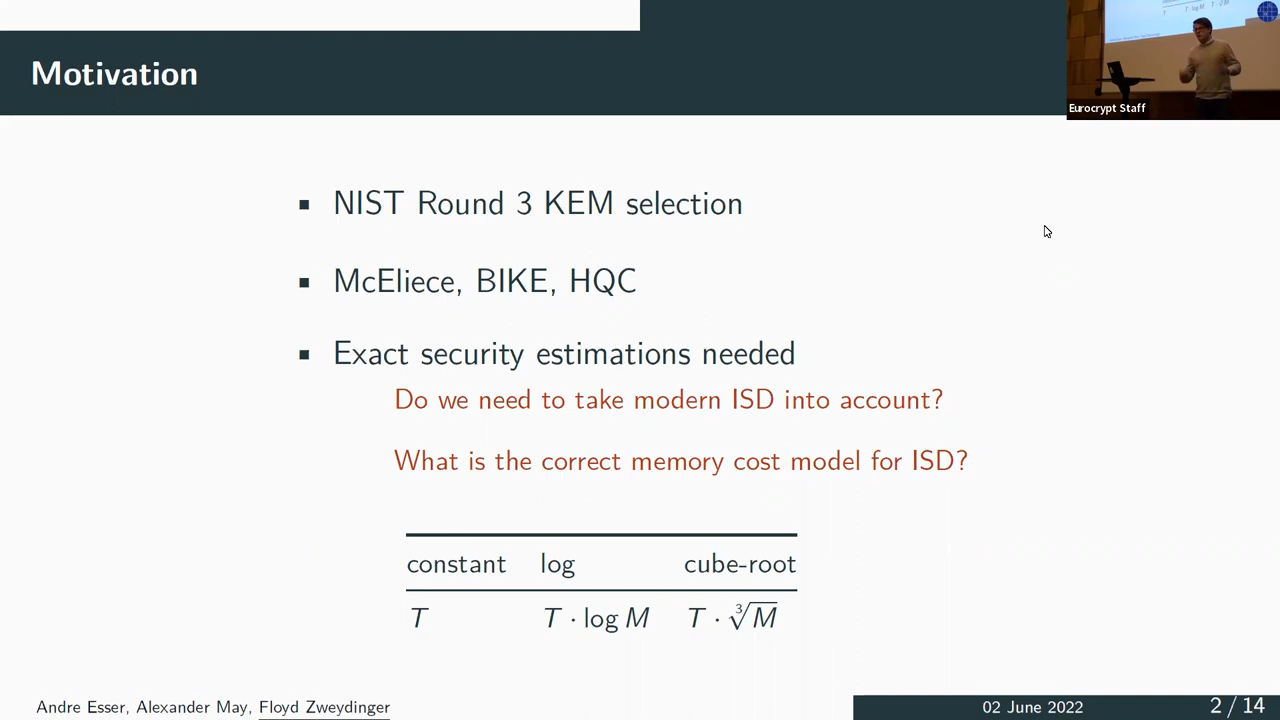 Motivation
Eurocrypt Staff
▪ NIST Round 3 KEM selection
▪ McEliece, BIKE, HQC
▪ Exact security estimations needed
Do we need to take modern ISD into account?
What is the correct memory cost model for ISD?
constant log cube-root
T T · log M T · ∛M
Andre Esser, Alexander May, Floyd Zweydinger 02 June 2022 2 / 14